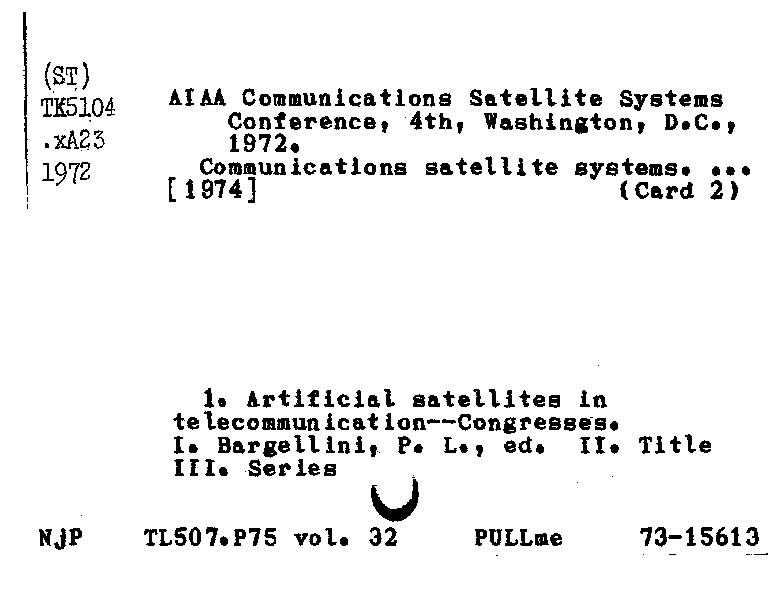 (ST)
TK5104
.xA23
1972
AIAA Communications Satellite Systems
Conference, 4th, Washington, D.C.,
1972.
Communications satellite systems. ...
[1974] (Card 2)
1. Artificial satellites in
telecommunication--Congresses.
I. Bargellini, P. L., ed. II. Title
III. Series
NjP TL507.P75 vol. 32 PULLme 73-15613